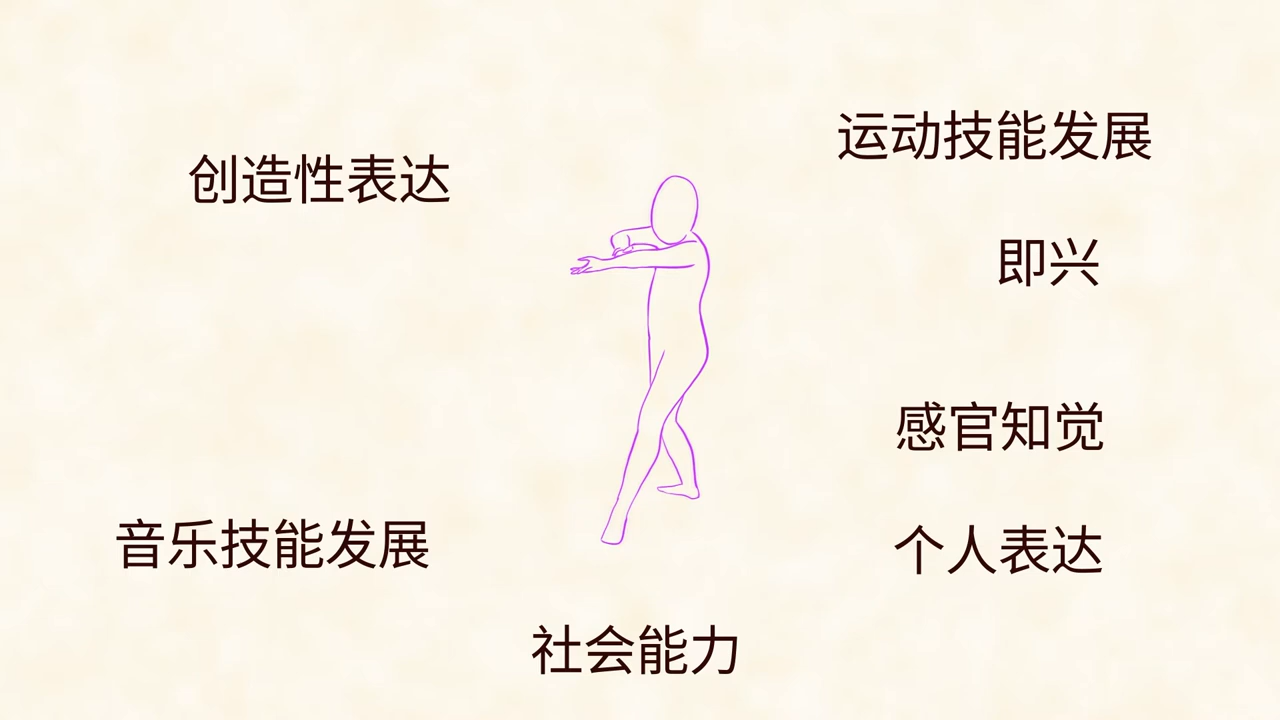 运动技能发展
创造性表达
即兴
感官知觉
音乐技能发展
个人表达
社会能力